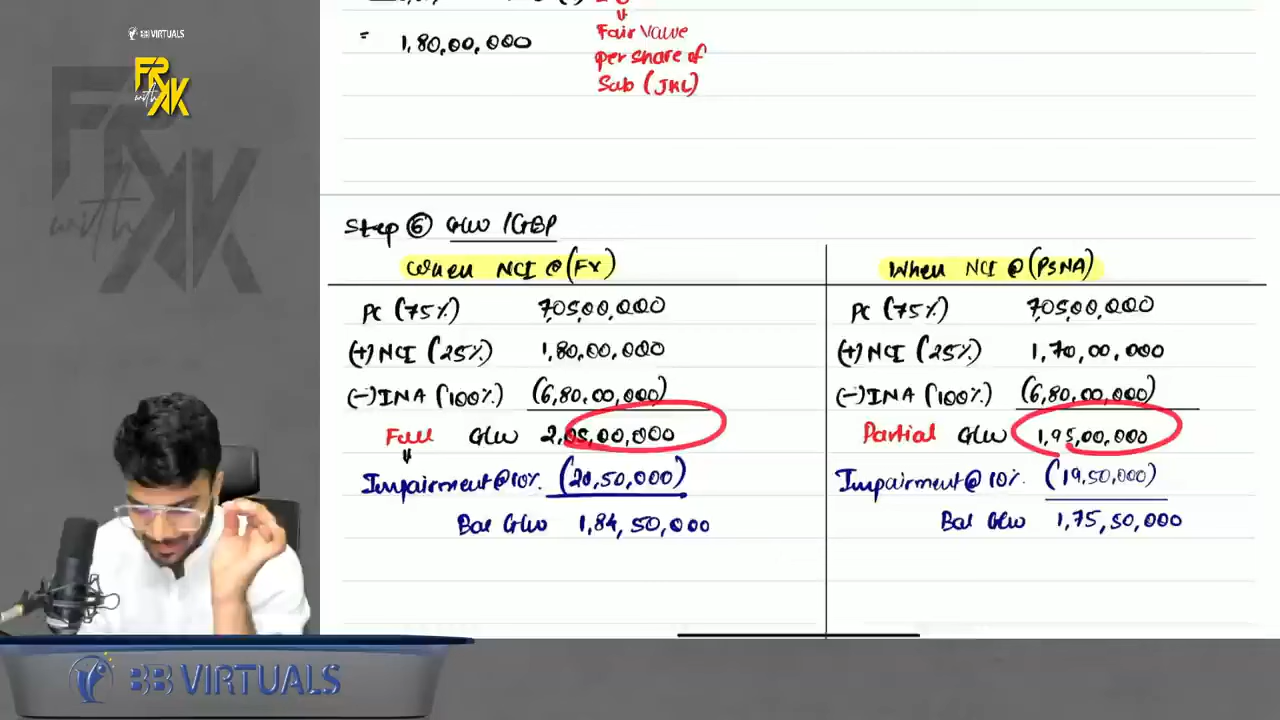 BB VIRTUALS
FR
with
KK
FR
with
KK
= 1,80,00,000
Fair Value
per share of
Sub (JKL)
Step ⑥ GW / GBP
When NCI @ (FV)
PC (75%) 7,05,00,000
(+) NCI (25%) 1,80,00,000
(-) INA (100%) (6,80,00,000)
Full GW 2,05,00,000
Impairment @ 10% (20,50,000)
Bal GW 1,84,50,000
When NCI @ (PSNA)
PC (75%) 7,05,00,000
(+) NCI (25%) 1,70,00,000
(-) INA (100%) (6,80,00,000)
Partial GW 1,95,00,000
Impairment @ 10% (19,50,000)
Bal GW 1,75,50,000
BB VIRTUALS